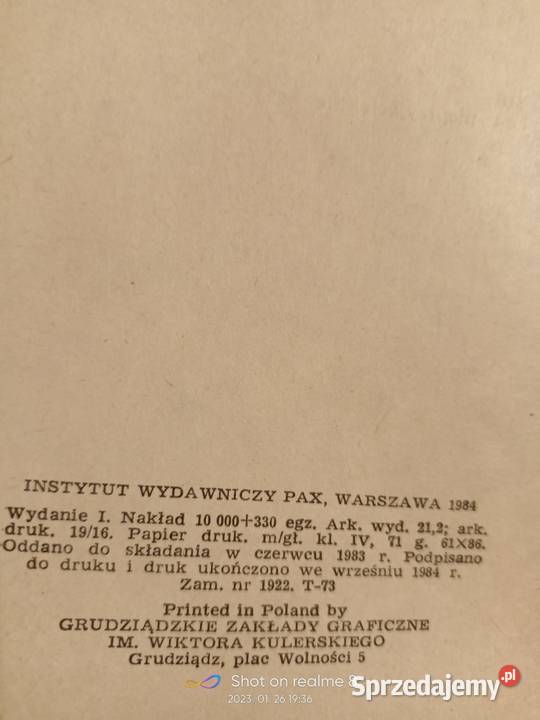 INSTYTUT WYDAWNICZY PAX, WARSZAWA 1984
Wydanie I. Nakład 10 000+330 egz. Ark. wyd. 21,2; ark.
druk. 19/16. Papier druk. m/gł. kl. IV, 71 g. 61X86.
Oddano do składania w czerwcu 1983 r. Podpisano
do druku i druk ukończono we wrześniu 1984 r.
Zam. nr 1922. T-73
Printed in Poland by
GRUDZIĄDZKIE ZAKŁADY GRAFICZNE
IM. WIKTORA KULERSKIEGO
Grudziądz, plac Wolności 5
Shot on realme 8
2023. 01. 26 19:36
Sprzedajemy.pl